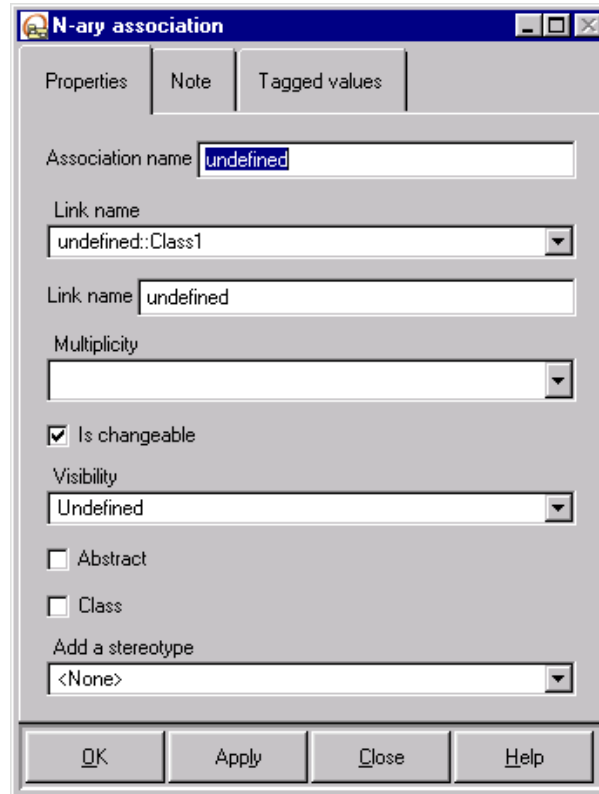 N-ary association
Properties Note Tagged values
Association name undefined
Link name
undefined::Class1
Link name undefined
Multiplicity
Is changeable
Visibility
Undefined
Abstract
Class
Add a stereotype
<None>
OK Apply Close Help